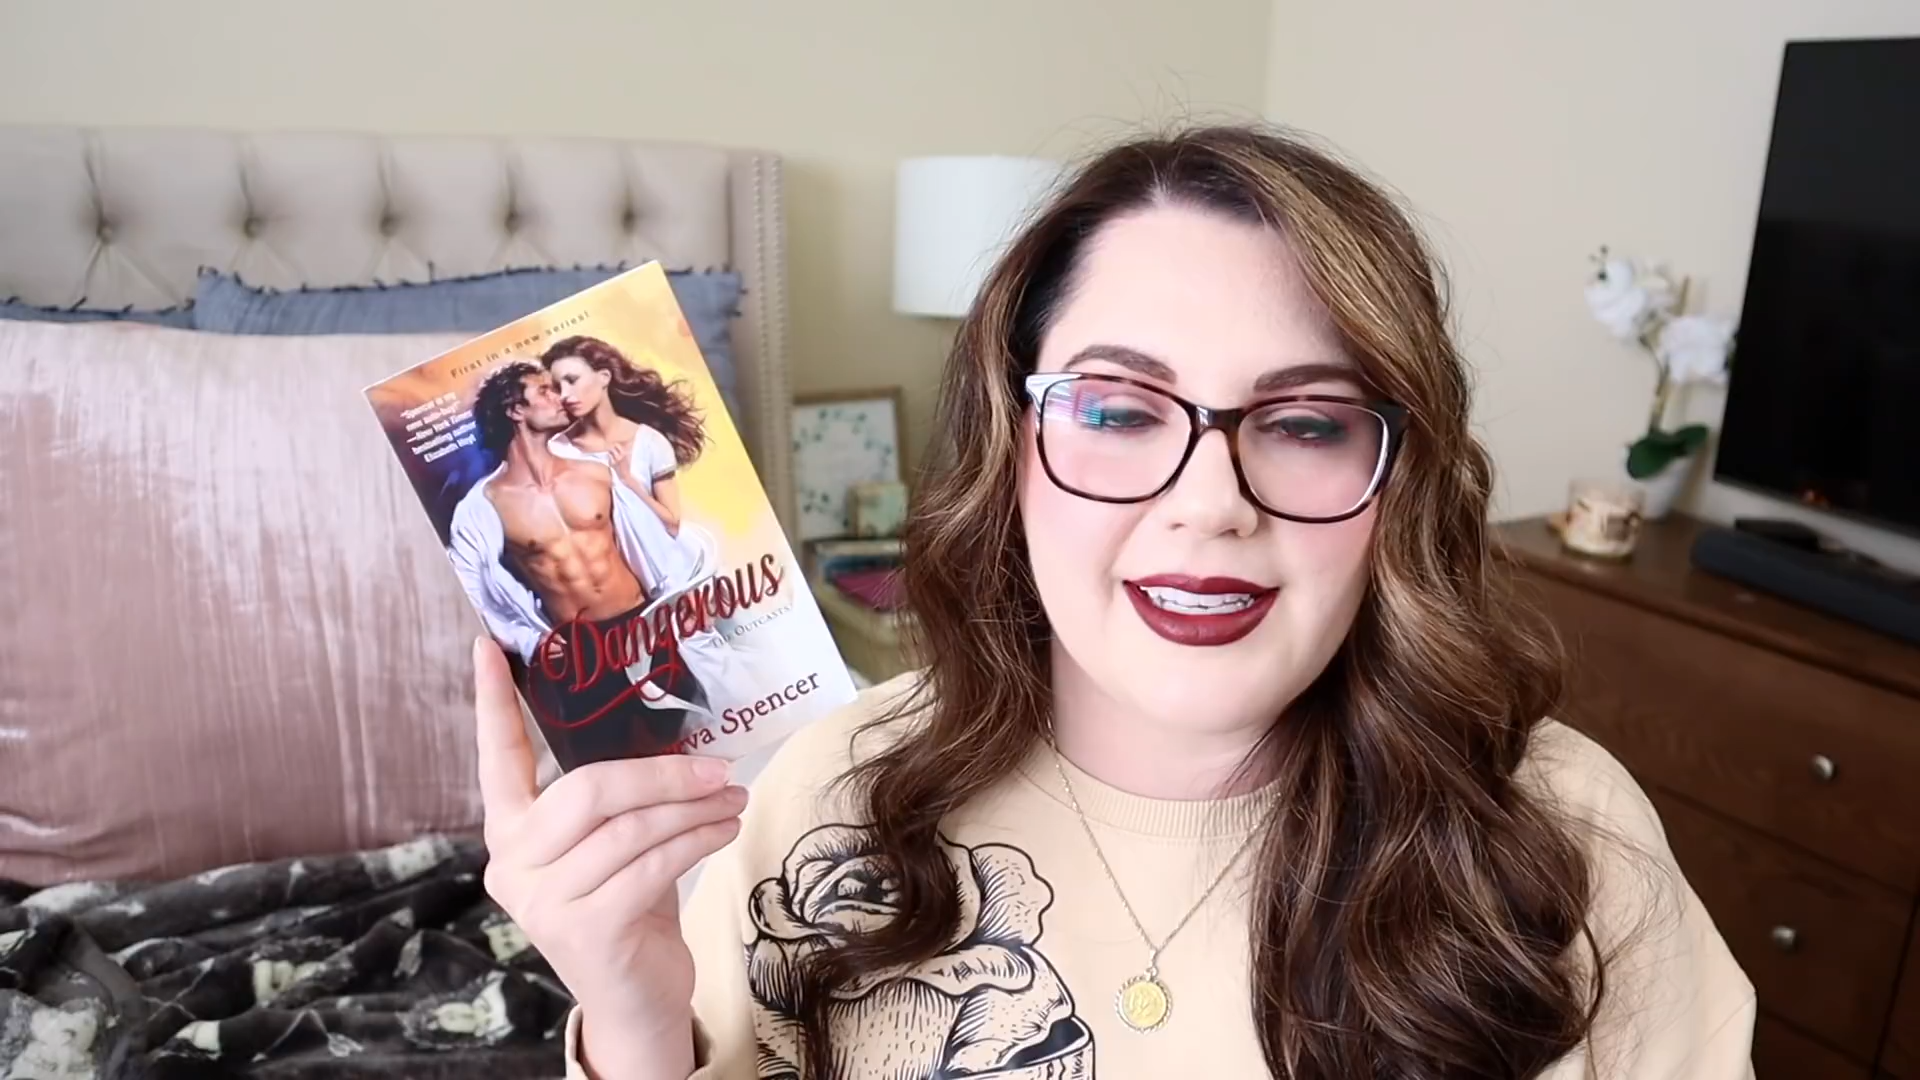 First in a new series!
"Spencer is my
new auto-buy!"
—New York Times
bestselling author
Elizabeth Hoyt
Dangerous
THE OUTCASTS
Spencer